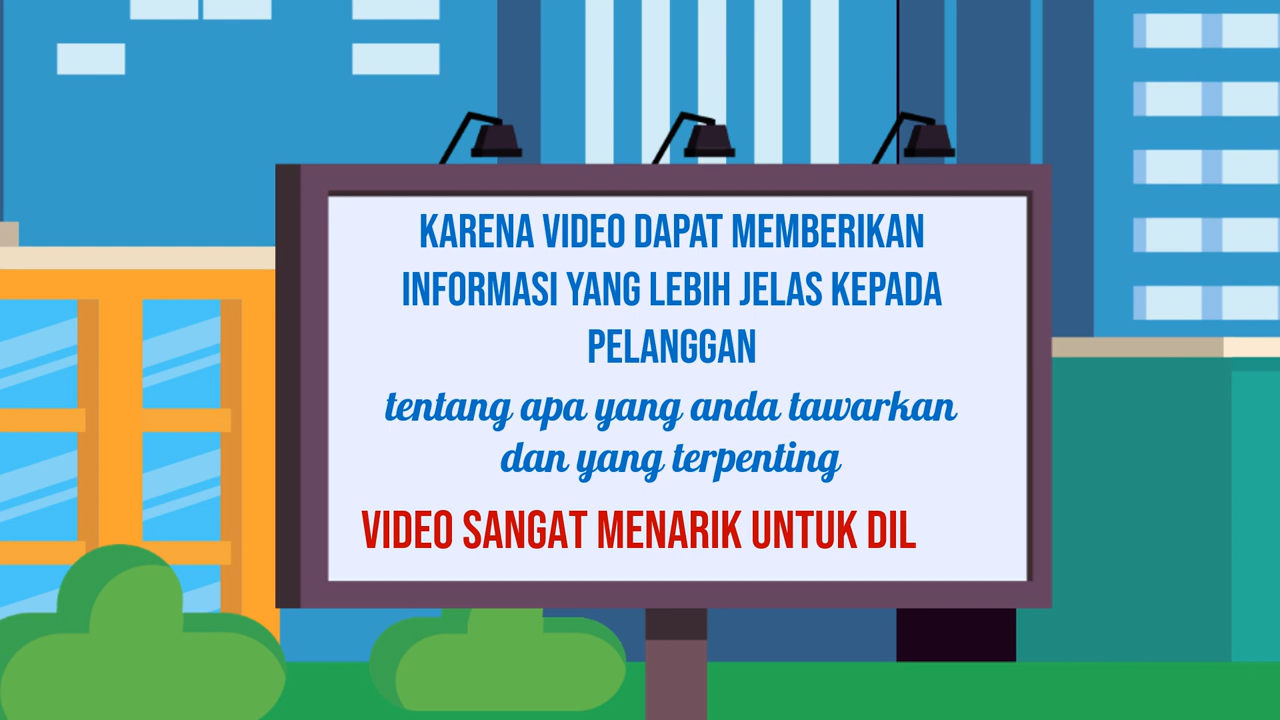 KARENA VIDEO DAPAT MEMBERIKAN
INFORMASI YANG LEBIH JELAS KEPADA
PELANGGAN
tentang apa yang anda tawarkan
dan yang terpenting
VIDEO SANGAT MENARIK UNTUK DIL